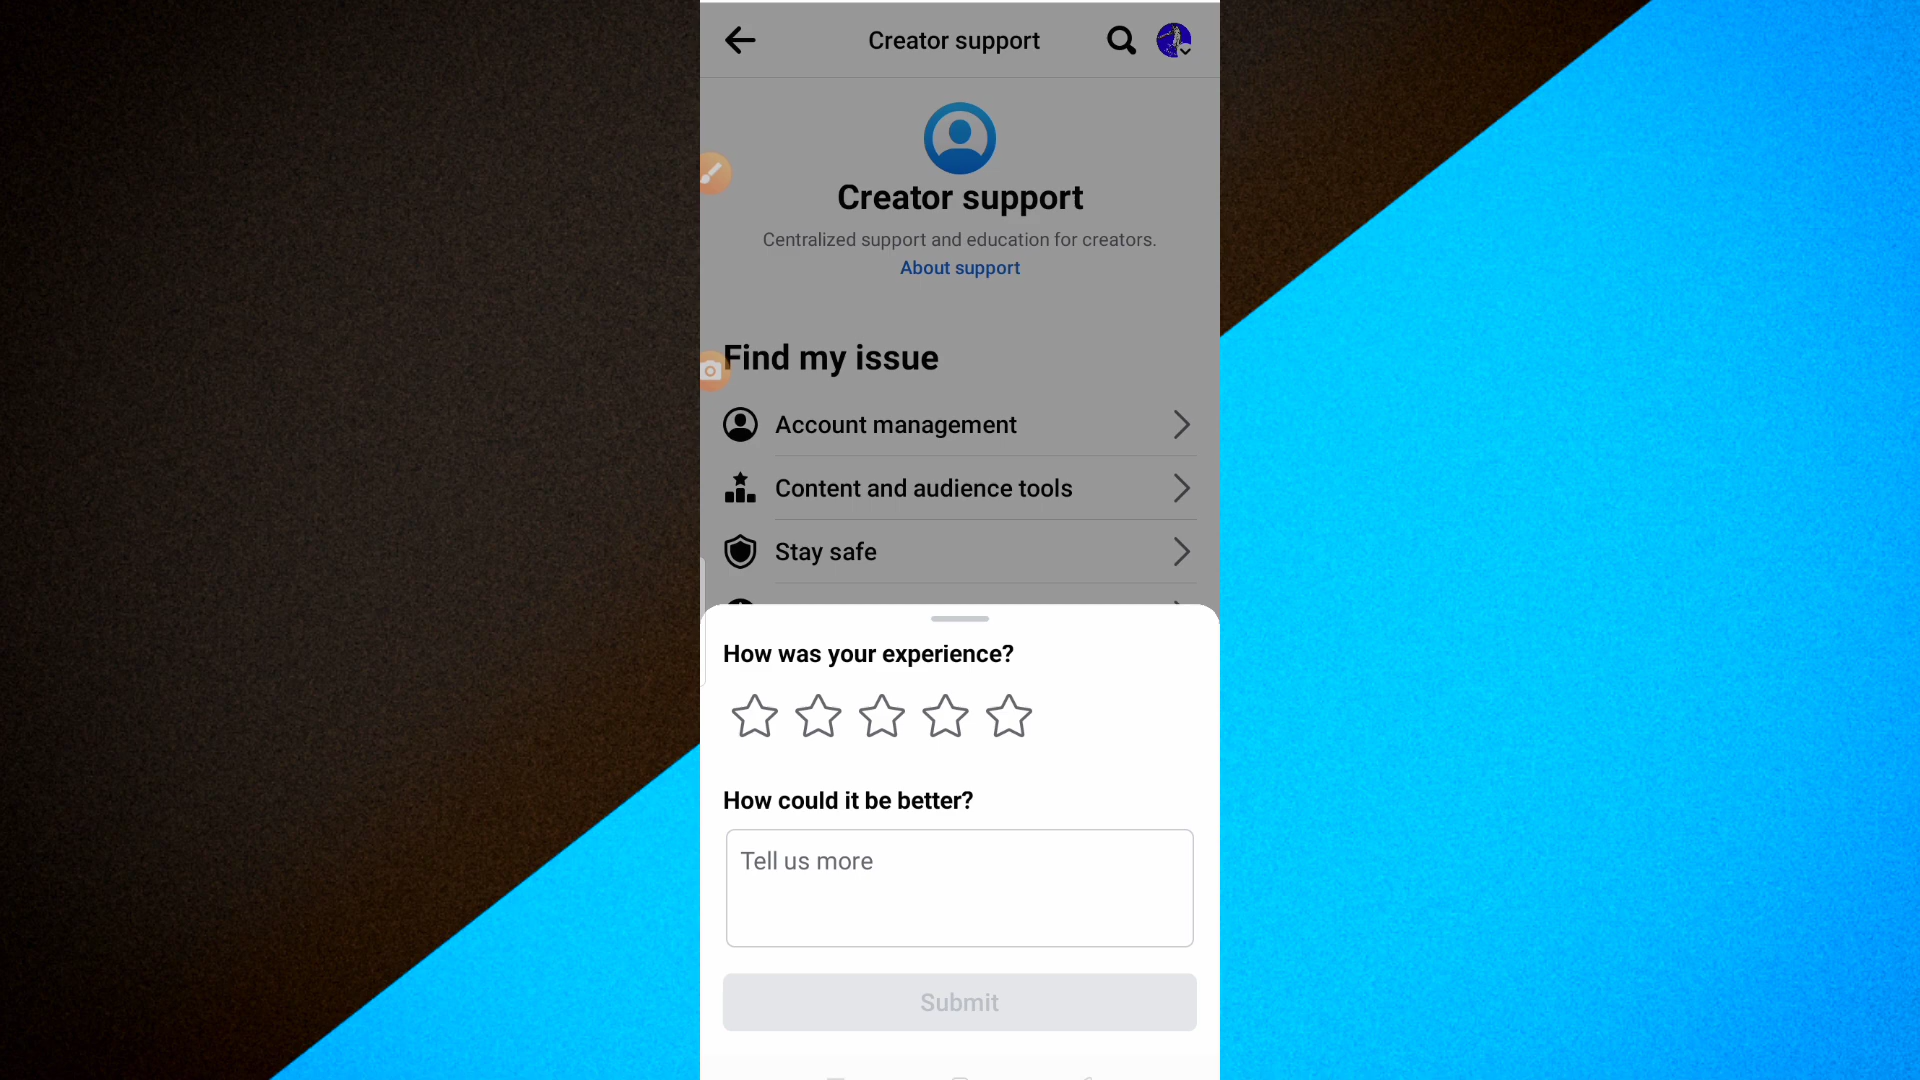 Creator support
Creator support
Centralized support and education for creators.
About support
Find my issue
Account management
Content and audience tools
Stay safe
How was your experience?
How could it be better?
Tell us more
Submit